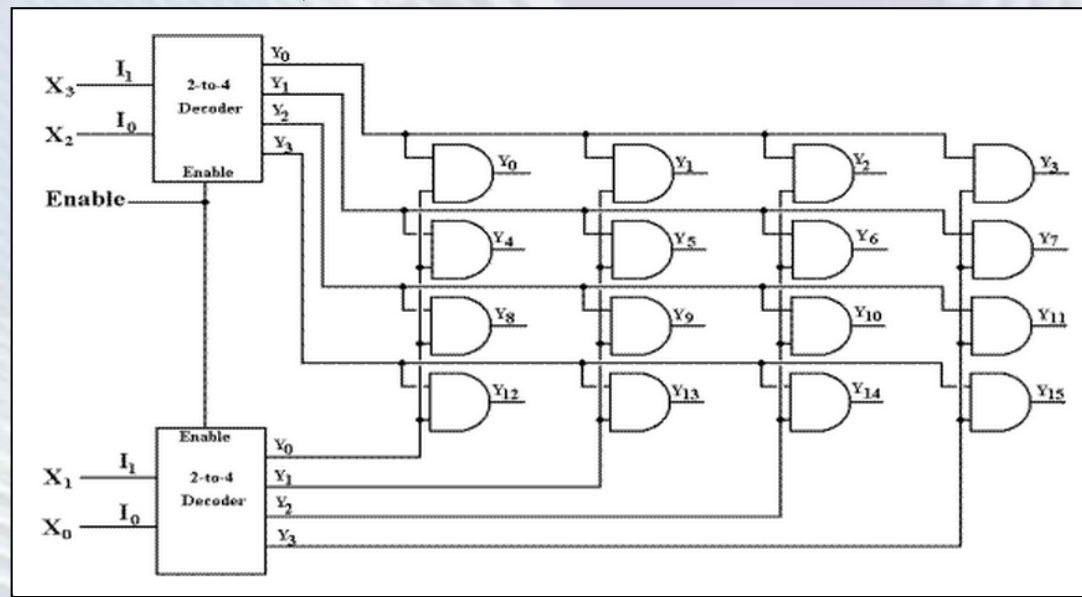 X3 I1 2-to-4 Y0
X2 I0 Decoder Y1
Y2
Y3
Enable
Enable
Y0 Y1 Y2 Y3
Y4 Y5 Y6 Y7
Y8 Y9 Y10 Y11
Y12 Y13 Y14 Y15
Enable
X1 I1 2-to-4 Y0
X0 I0 Decoder Y1
Y2
Y3